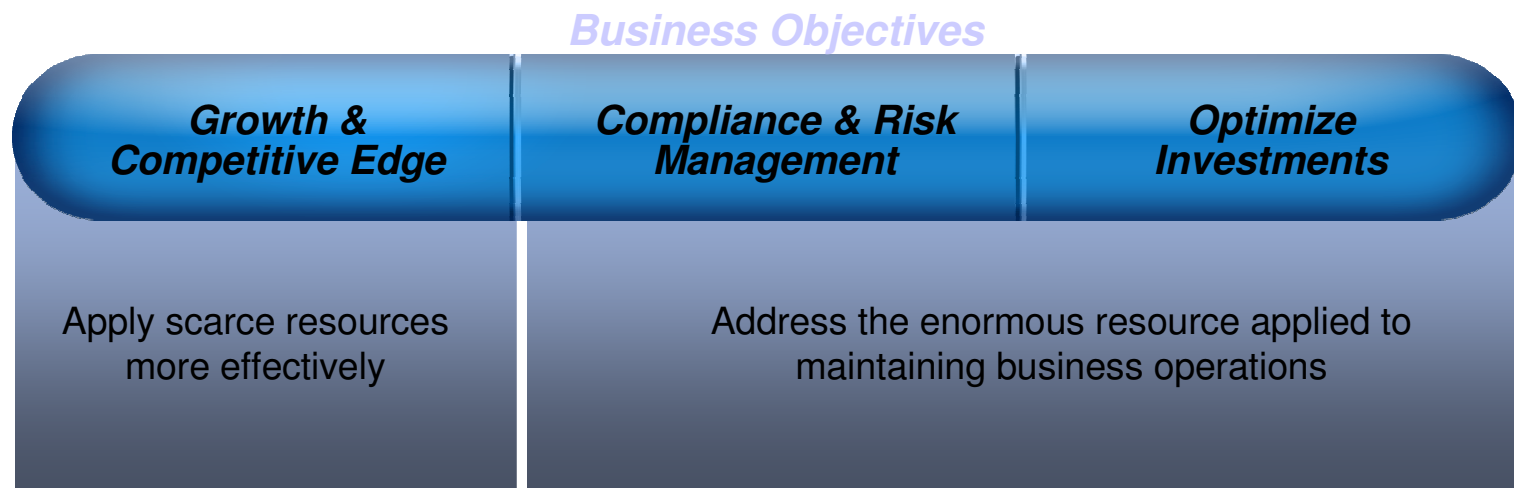 Business Objectives
Growth &
Competitive Edge
Compliance & Risk
Management
Optimize
Investments
Apply scarce resources
more effectively
Address the enormous resource applied to
maintaining business operations